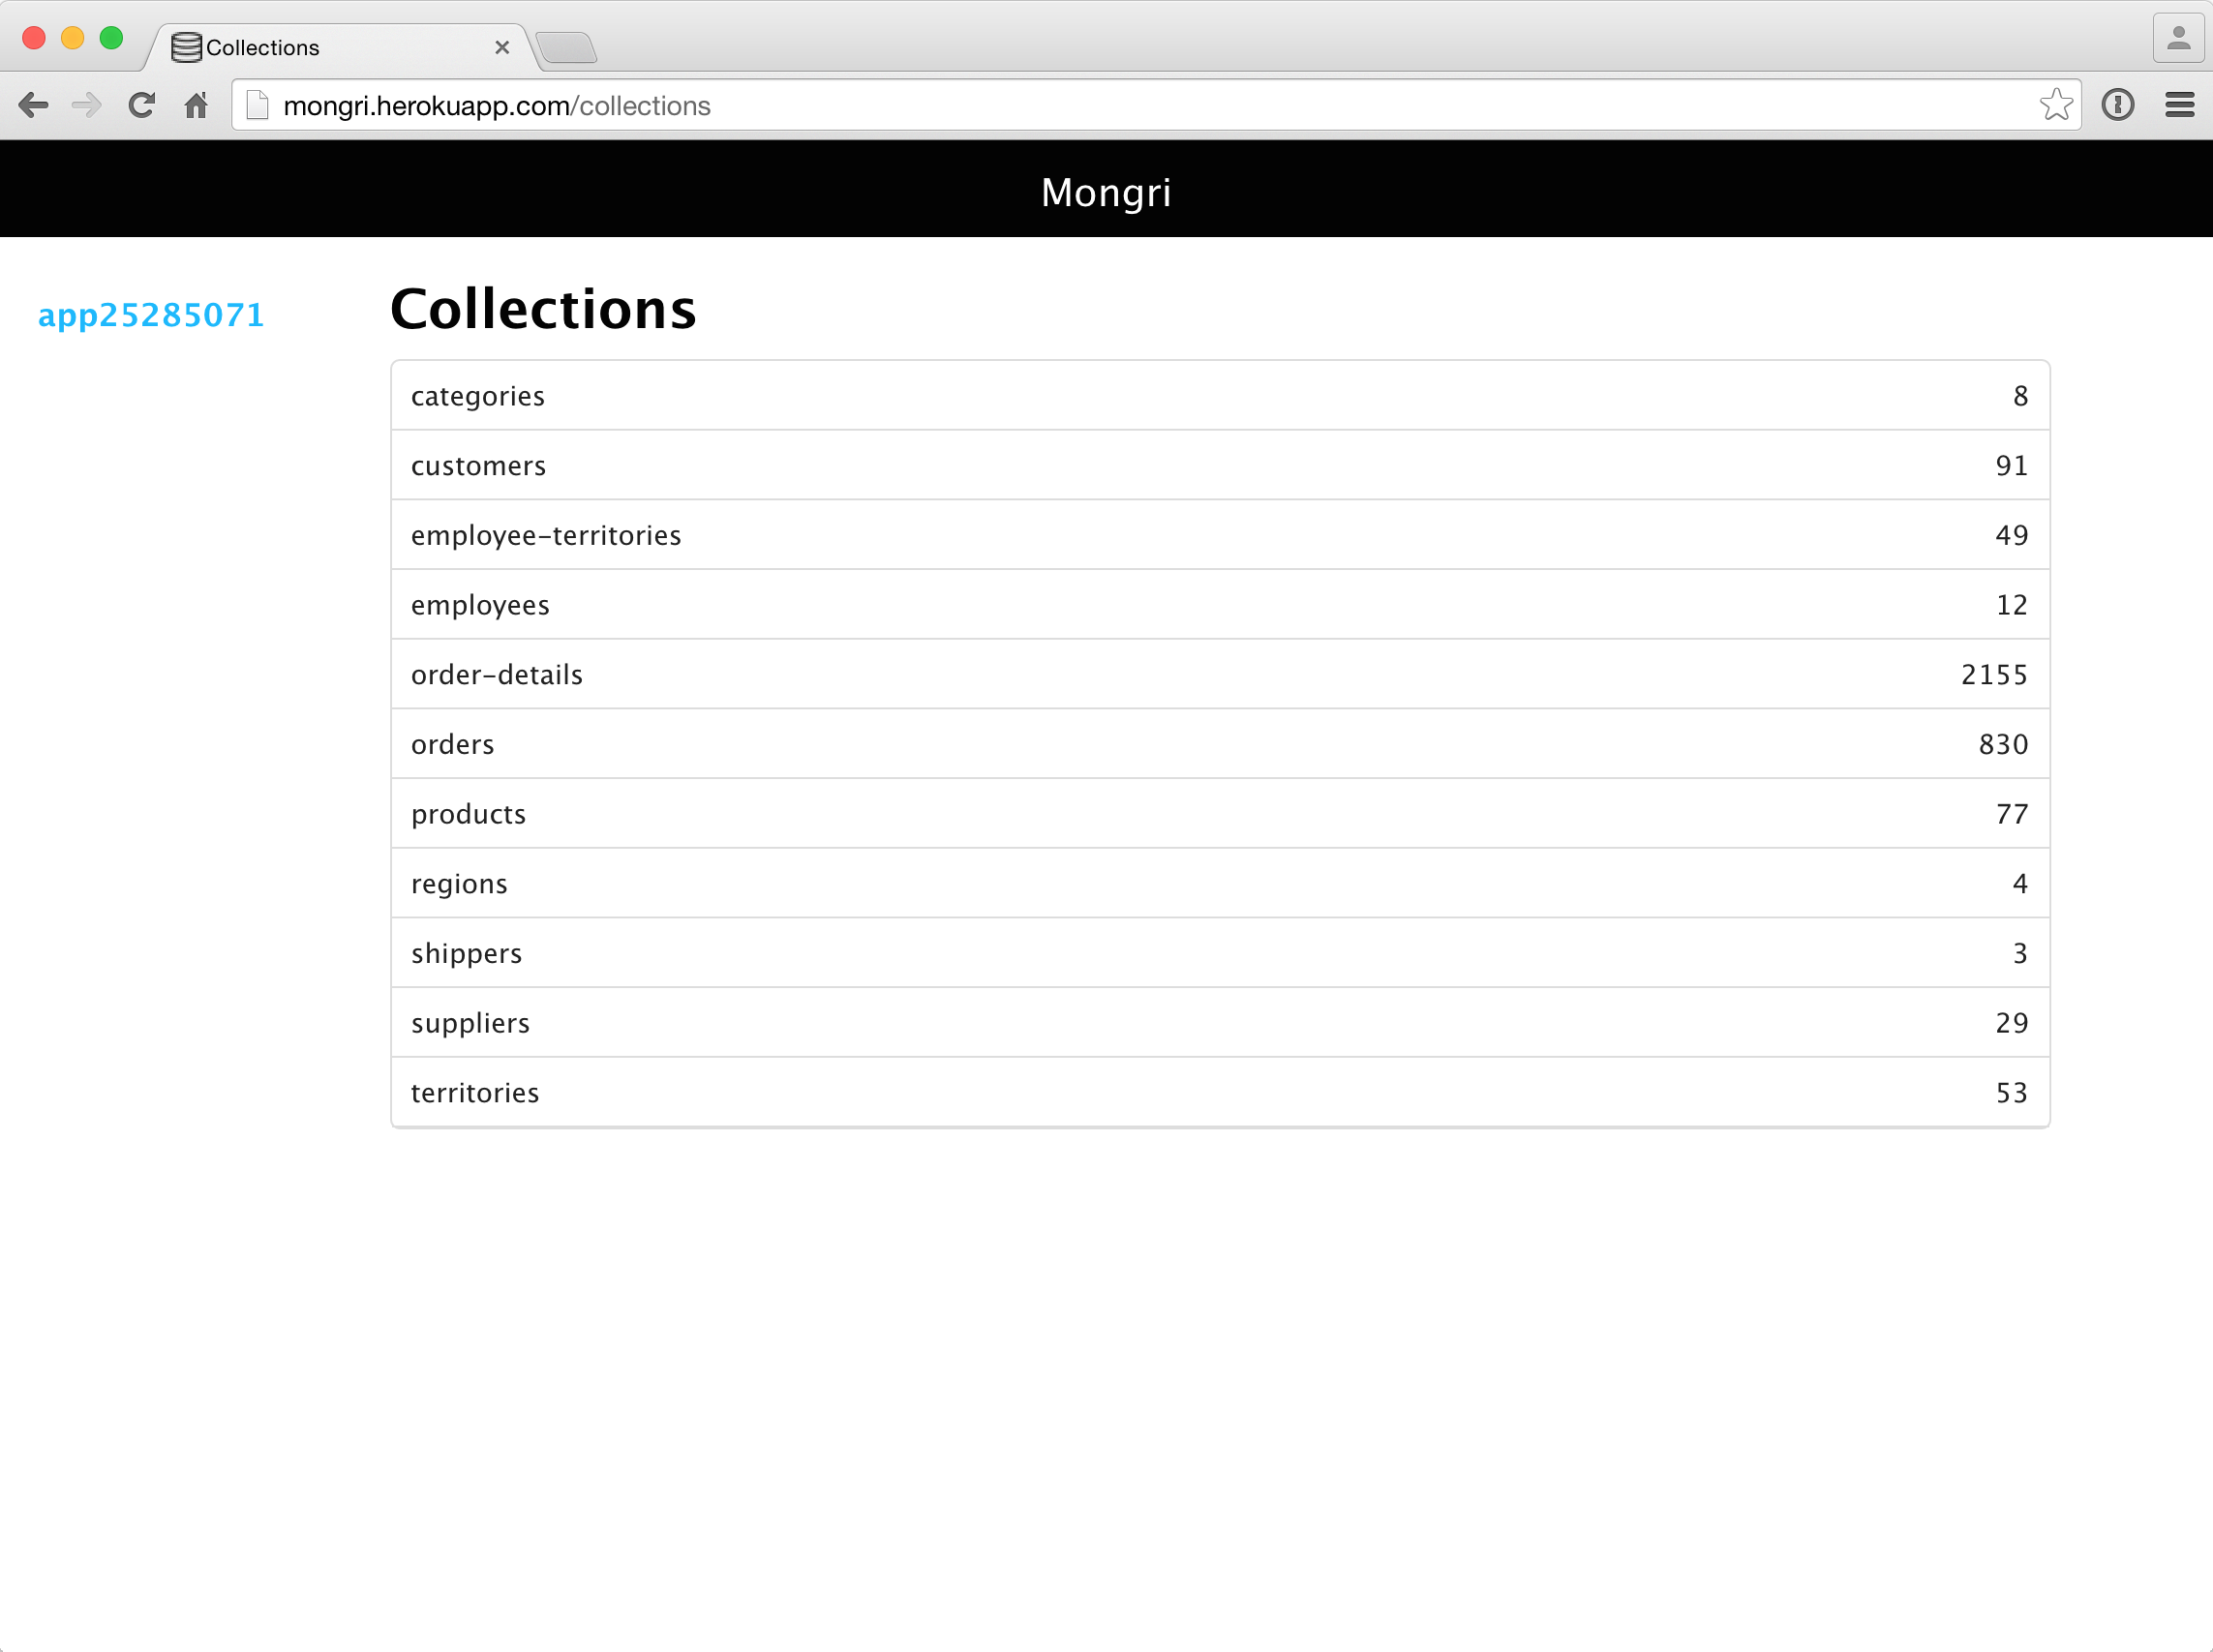 Collections
mongri.herokuapp.com/collections
Mongri
app25285071
Collections
categories 8
customers 91
employee-territories 49
employees 12
order-details 2155
orders 830
products 77
regions 4
shippers 3
suppliers 29
territories 53